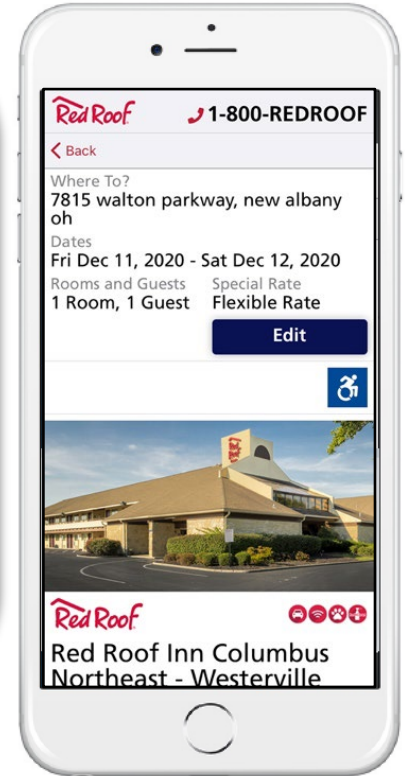 Red Roof
1-800-REDROOF
Back
Where To?
7815 walton parkway, new albany
oh
Dates
Fri Dec 11, 2020 - Sat Dec 12, 2020
Rooms and Guests Special Rate
1 Room, 1 Guest Flexible Rate
Edit
Red Roof
Red Roof Inn Columbus
Northeast - Westerville